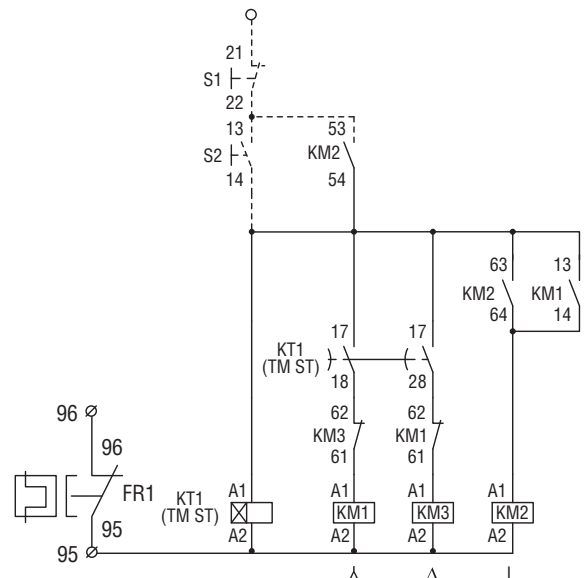 21
S1
22
13
53
S2
KM2
14
54
63
13
KM2
KM1
64
14
17
17
KT1
(TM ST)
18
28
62
62
KM3
KM1
61
61
96
96
FR1
95
95
KT1
(TM ST)
A1
A1
A1
A1
KM1
KM3
KM2
A2
A2
A2
A2